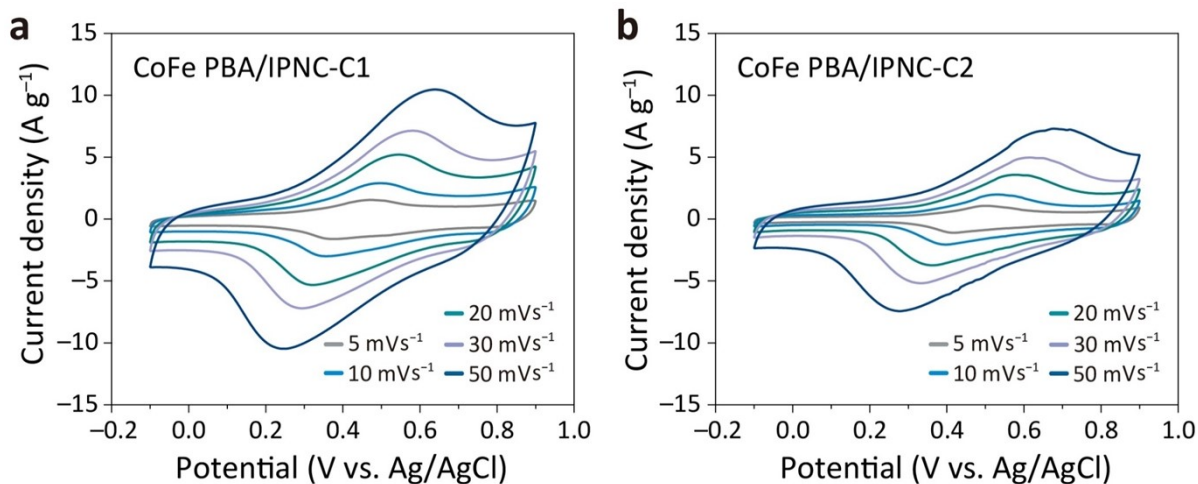 a
CoFe PBA/IPNC-C1
Current density (A g⁻¹)
15
10
5
0
–5
–10
–15
–0.2
0.0
0.2
0.4
0.6
0.8
1.0
Potential (V vs. Ag/AgCl)
5 mVs⁻¹
10 mVs⁻¹
20 mVs⁻¹
30 mVs⁻¹
50 mVs⁻¹
b
CoFe PBA/IPNC-C2
Current density (A g⁻¹)
15
10
5
0
–5
–10
–15
–0.2
0.0
0.2
0.4
0.6
0.8
1.0
Potential (V vs. Ag/AgCl)
5 mVs⁻¹
10 mVs⁻¹
20 mVs⁻¹
30 mVs⁻¹
50 mVs⁻¹